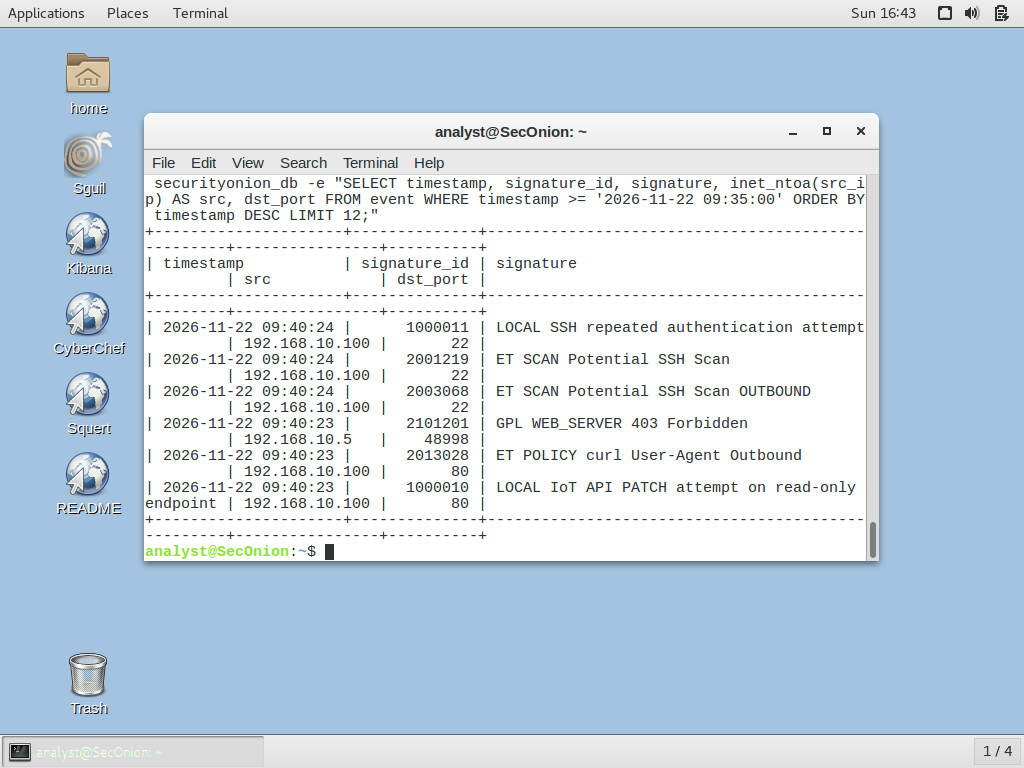 Applications Places Terminal Sun 16:43
home
Sguil
Kibana
CyberChef
Squert
README
Trash
analyst@SecOnion: ~
File Edit View Search Terminal Help
 securityonion_db -e "SELECT timestamp, signature_id, signature, inet_ntoa(src_i
p) AS src, dst_port FROM event WHERE timestamp >= '2026-11-22 09:35:00' ORDER BY
 timestamp DESC LIMIT 12;"
+---------------------+--------------+------------------------------------------
---------+----------------+----------+
| timestamp           | signature_id | signature
         | src            | dst_port |
+---------------------+--------------+------------------------------------------
---------+----------------+----------+
| 2026-11-22 09:40:24 |      1000011 | LOCAL SSH repeated authentication attempt
         | 192.168.10.100 |       22 |
| 2026-11-22 09:40:24 |      2001219 | ET SCAN Potential SSH Scan
         | 192.168.10.100 |       22 |
| 2026-11-22 09:40:24 |      2003068 | ET SCAN Potential SSH Scan OUTBOUND
         | 192.168.10.100 |       22 |
| 2026-11-22 09:40:23 |      2101201 | GPL WEB_SERVER 403 Forbidden
         | 192.168.10.5   |    48998 |
| 2026-11-22 09:40:23 |      2013028 | ET POLICY curl User-Agent Outbound
         | 192.168.10.100 |       80 |
| 2026-11-22 09:40:23 |      1000010 | LOCAL IoT API PATCH attempt on read-only
endpoint | 192.168.10.100 |       80 |
+---------------------+--------------+------------------------------------------
---------+----------------+----------+
analyst@SecOnion:~$
analyst@SecOnion: ~
1 / 4